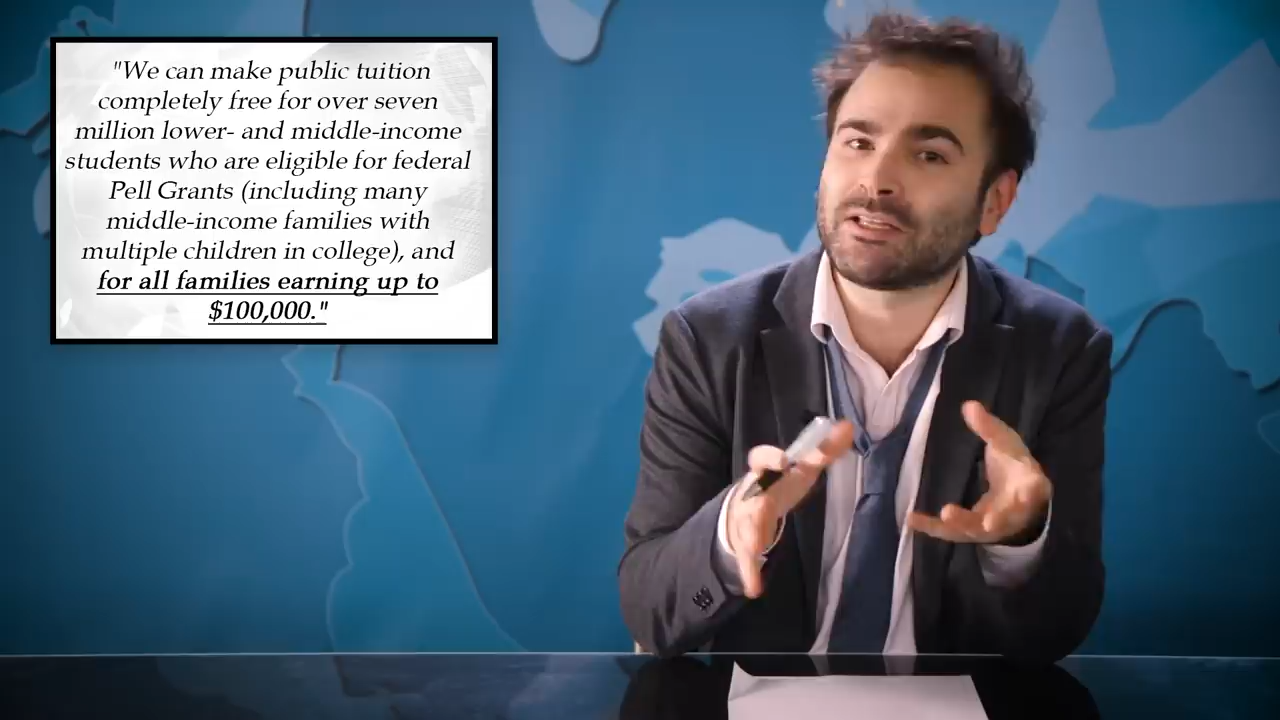 "We can make public tuition
completely free for over seven
million lower- and middle-income
students who are eligible for federal
Pell Grants (including many
middle-income families with
multiple children in college), and
for all families earning up to
$100,000."